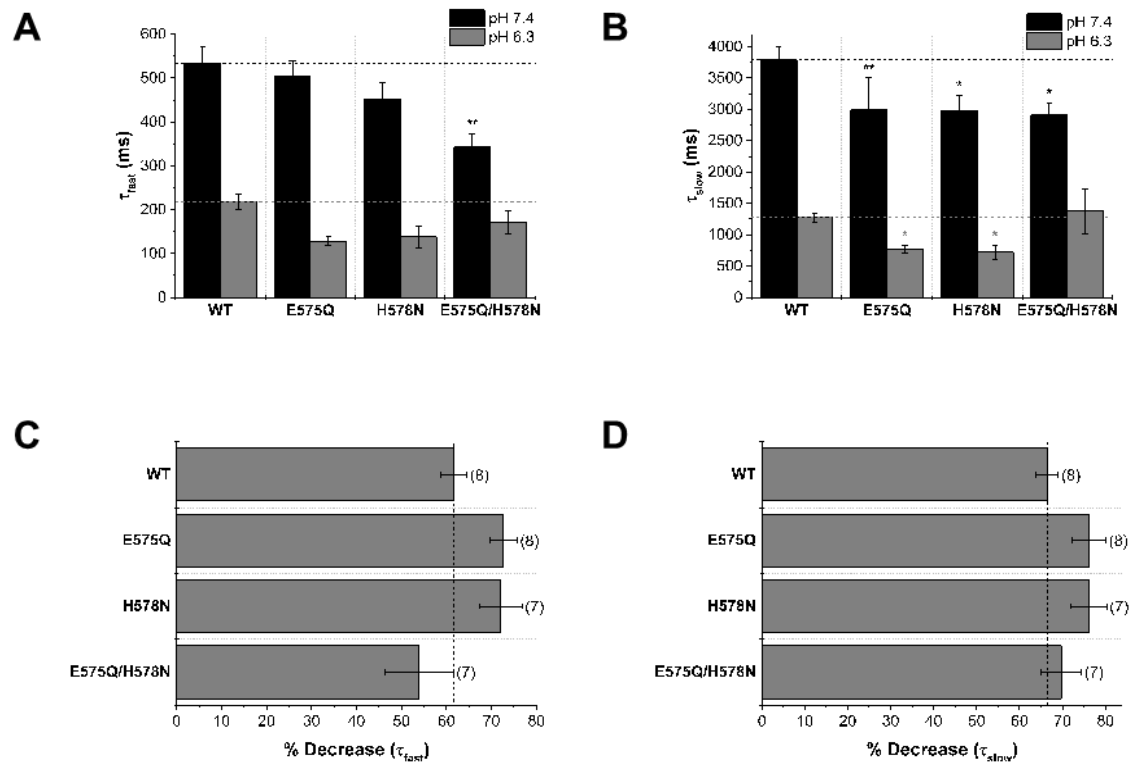 A
pH 7.4
pH 6.3
600
500
400
300
200
100
0
τfast (ms)
**
WT
E575Q
H578N
E575Q/H578N
B
pH 7.4
pH 6.3
4000
3500
3000
2500
2000
1500
1000
500
0
τslow (ms)
**
*
*
*
*
WT
E575Q
H578N
E575Q/H578N
C
WT
E575Q
H578N
E575Q/H578N
(8)
(8)
(7)
(7)
0 10 20 30 40 50 60 70 80
% Decrease (τfast)
D
WT
E575Q
H578N
E575Q/H578N
(8)
(8)
(7)
(7)
0 10 20 30 40 50 60 70 80
% Decrease (τslow)